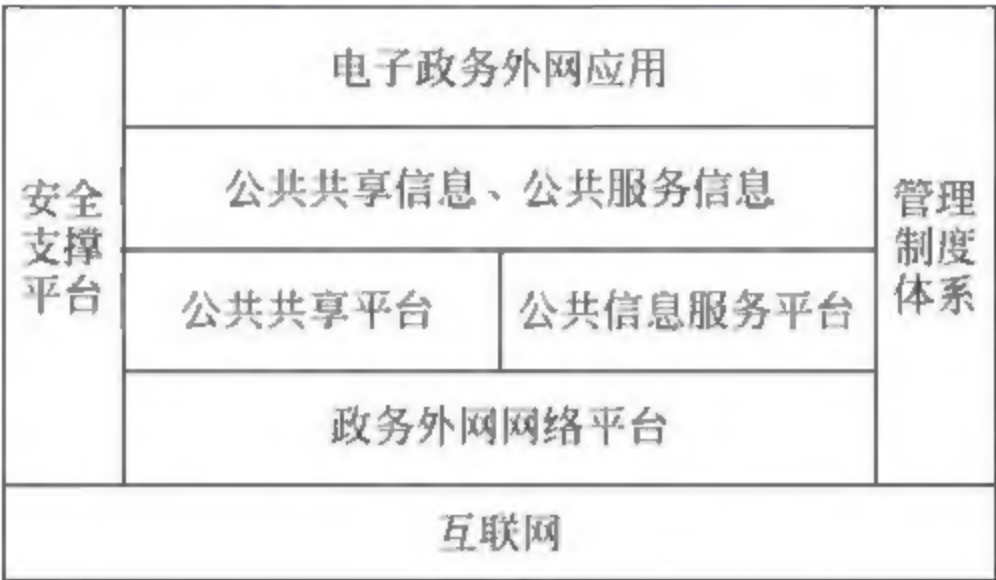 电子政务外网应用
公共共享信息、公共服务信息
安全
支撑
平台
管理
制度
体系
公共共享平台
公共信息服务平台
政务外网网络平台
互联网